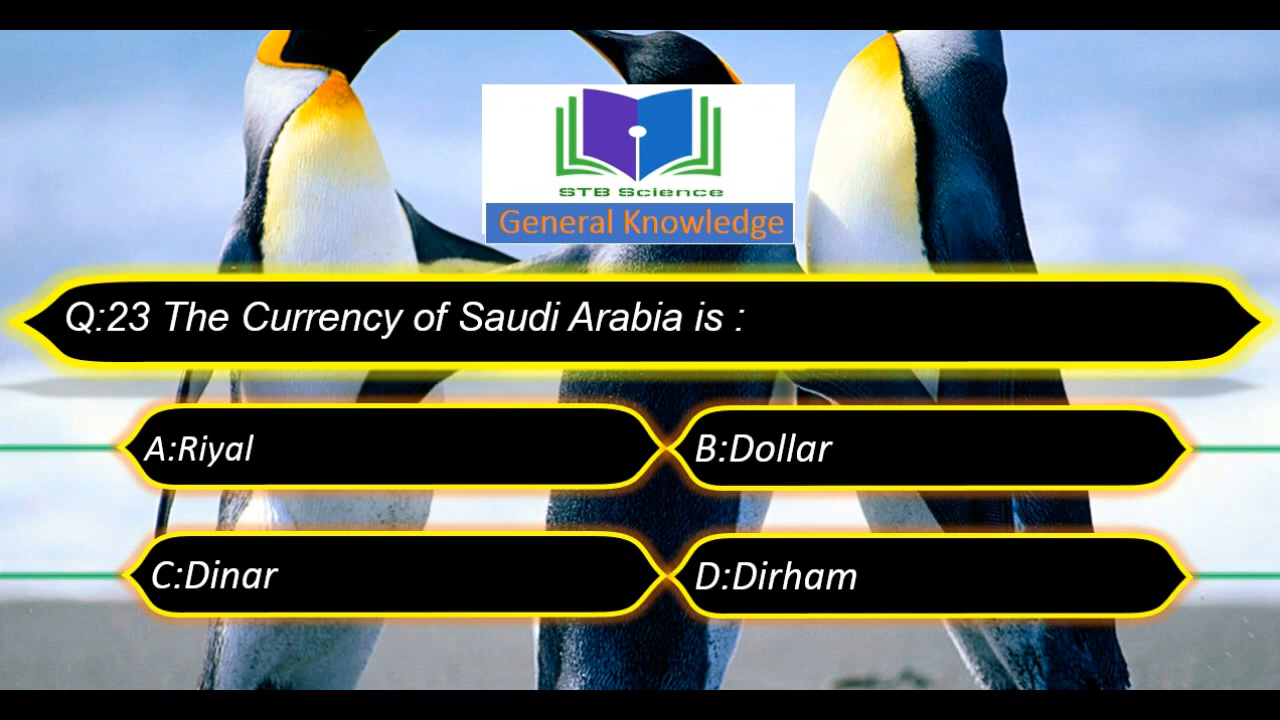 STB Science
General Knowledge
Q:23 The Currency of Saudi Arabia is :
A:Riyal
B:Dollar
C:Dinar
D:Dirham